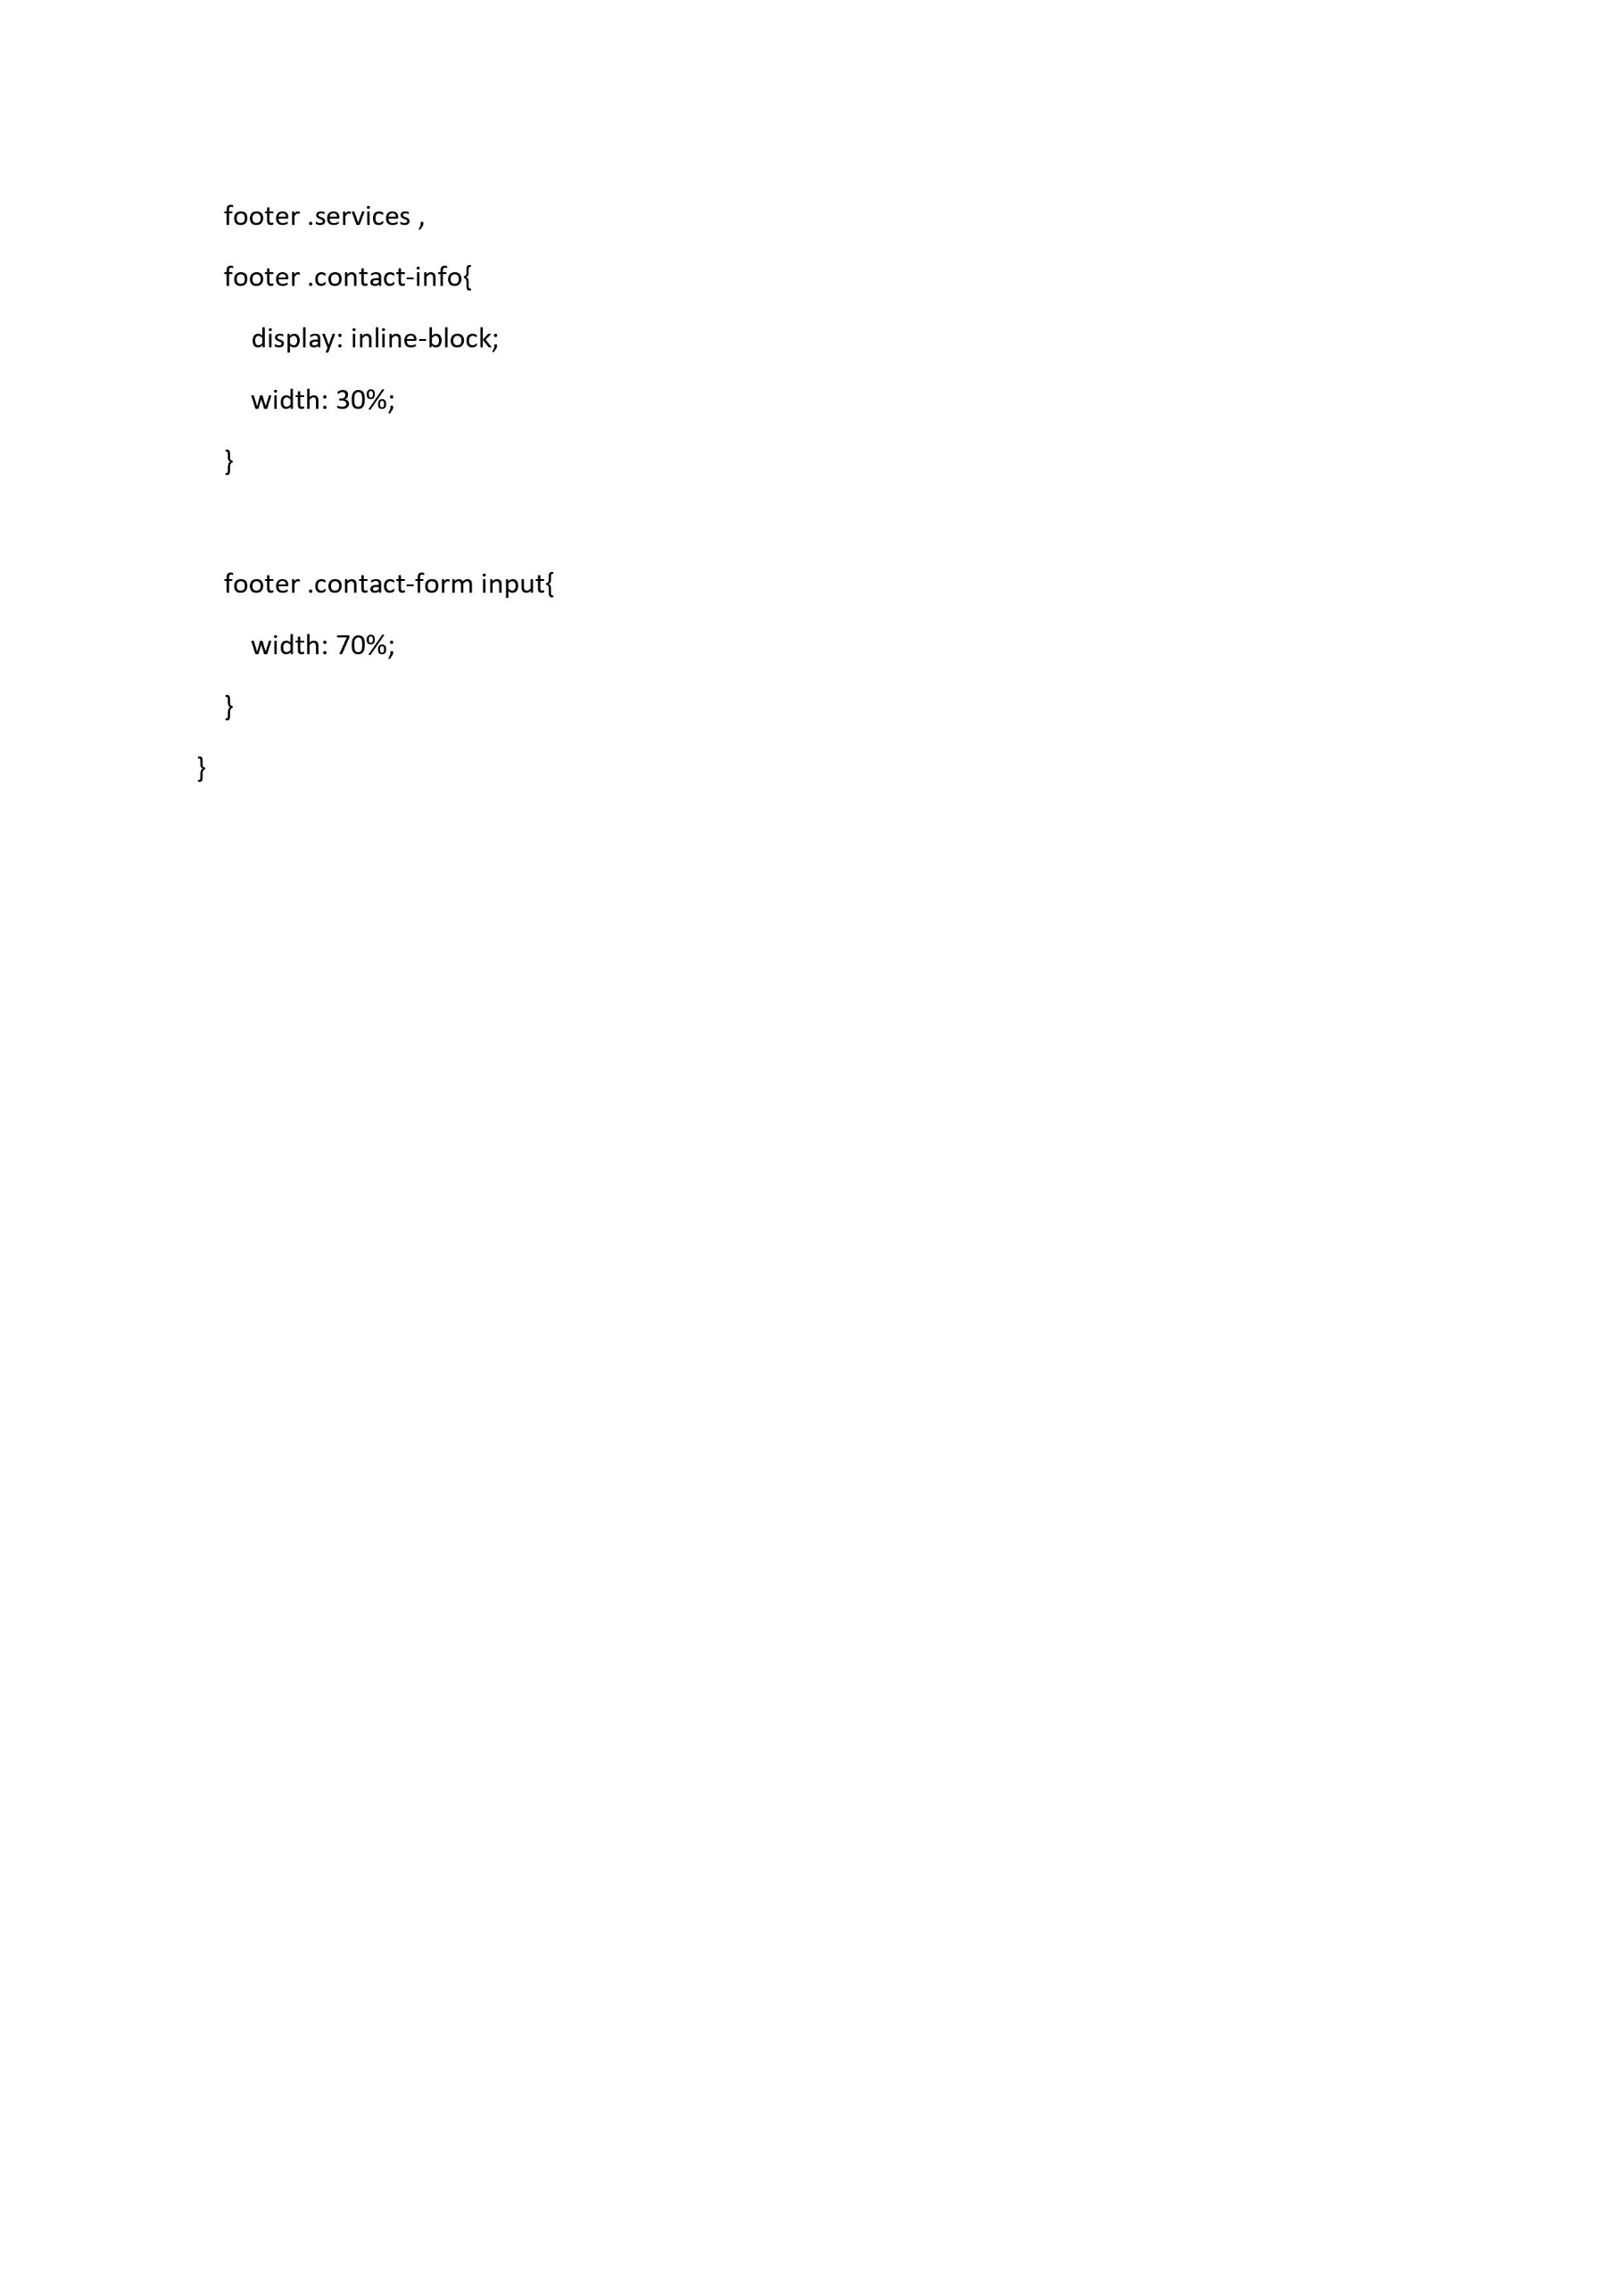 footer .services ,
footer .contact-info{
display: inline-block;
width: 30%;
}
footer .contact-form input{
width: 70%;
}
}